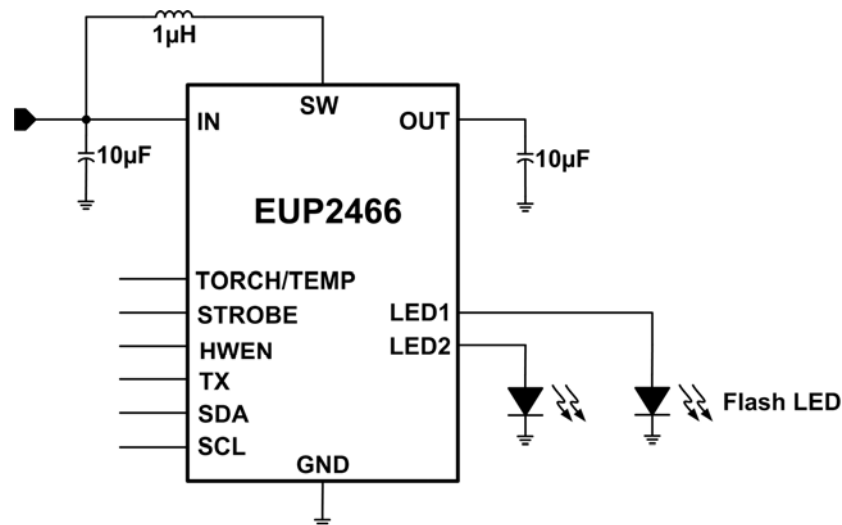 1µH
SW
IN
OUT
10µF
10µF
EUP2466
TORCH/TEMP
STROBE
LED1
HWEN
LED2
TX
Flash LED
SDA
SCL
GND